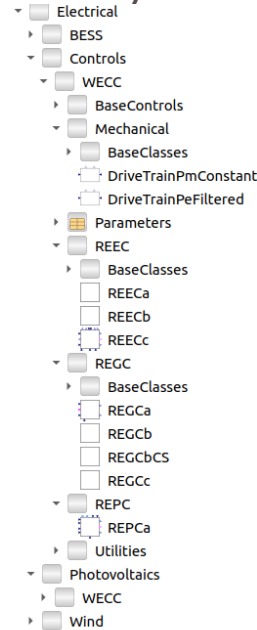 Electrical
BESS
Controls
WECC
BaseControls
Mechanical
BaseClasses
DriveTrainPmConstant
DriveTrainPeFiltered
Parameters
REEC
BaseClasses
REECa
REECb
REECc
REGC
BaseClasses
REGCa
REGCb
REGCbCS
REGCc
REPC
REPCa
Utilities
Photovoltaics
WECC
Wind